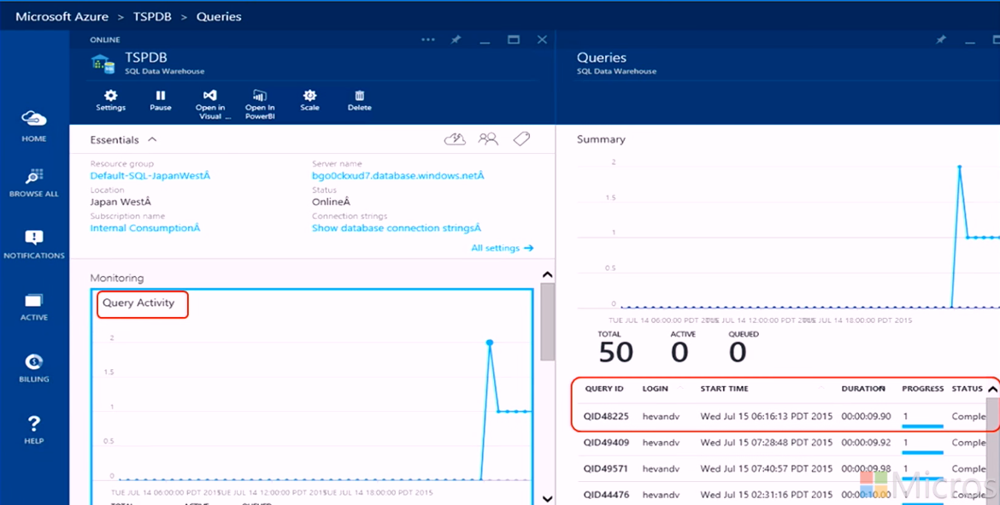 Microsoft Azure > TSPDB > Queries
ONLINE
TSPDB
SQL Data Warehouse
Settings
Pause
Open in
Visual ...
Open In
PowerBI
Scale
Delete
HOME
BROWSE ALL
NOTIFICATIONS
ACTIVE
BILLING
HELP
Essentials
Resource group
Default-SQL-JapanWestÂ
Location
Japan WestÂ
Subscription name
Internal ConsumptionÂ
Server name
bgo0ckxud7.database.windows.netÂ
Status
OnlineÂ
Connection strings
Show database connection stringsÂ
All settings →
Monitoring
Query Activity
2
1.5
1
0.5
0
TUE JUL 14 06:00:00 PDT 2015
TUE JUL 14 12:00:00 PDT 2015
TUE JUL 14 18:00:00 PDT 2015
Queries
SQL Data Warehouse
Summary
2
1.5
1
0.5
0
TUE JUL 14 06:00:00 PDT
JUL 14 12:00:00 PDT
JUL 14 18:00:00 PDT 2015
TOTAL ACTIVE QUEUED
50 0 0
QUERY ID LOGIN START TIME DURATION PROGRESS STATUS
QID48225 hevandv Wed Jul 15 06:16:13 PDT 2015 00:00:09.90 1 Comple
QID49409 hevandv Wed Jul 15 07:28:48 PDT 2015 00:00:09.92 1 Comple
QID49571 hevandv Wed Jul 15 07:40:57 PDT 2015 00:00:09.98 1 Comple
QID44476 hevandv Wed Jul 15 02:31:16 PDT 2015 00:00:10.00 1 Comple
Micros